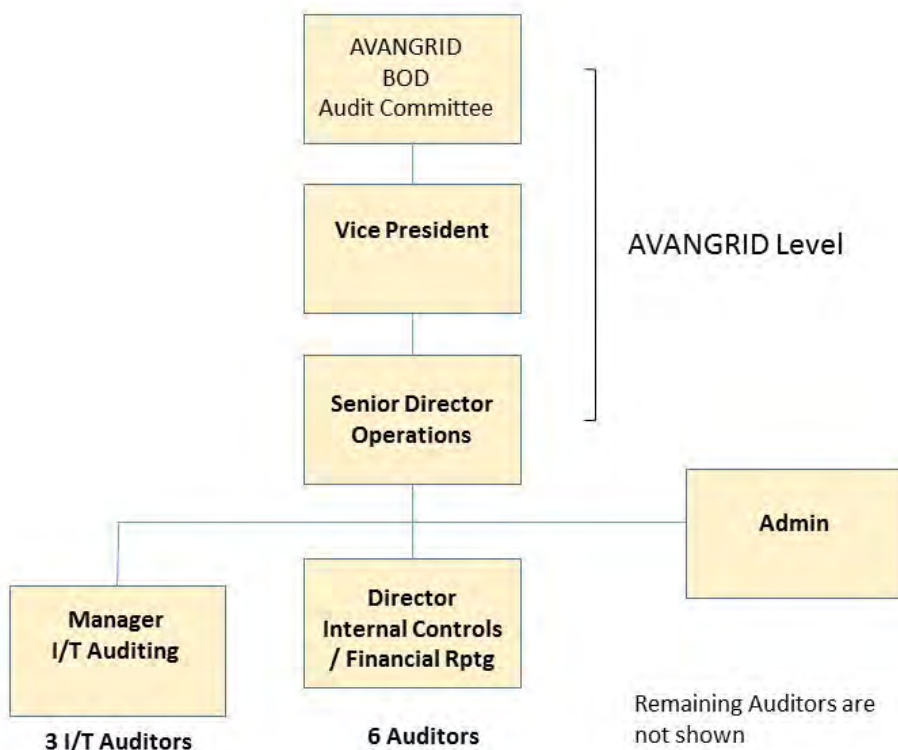 AVANGRID
BOD
Audit Committee
Vice President
AVANGRID Level
Senior Director
Operations
Admin
Manager
I/T Auditing
Director
Internal Controls
/ Financial Rptg
3 I/T Auditors
6 Auditors
Remaining Auditors are
not shown